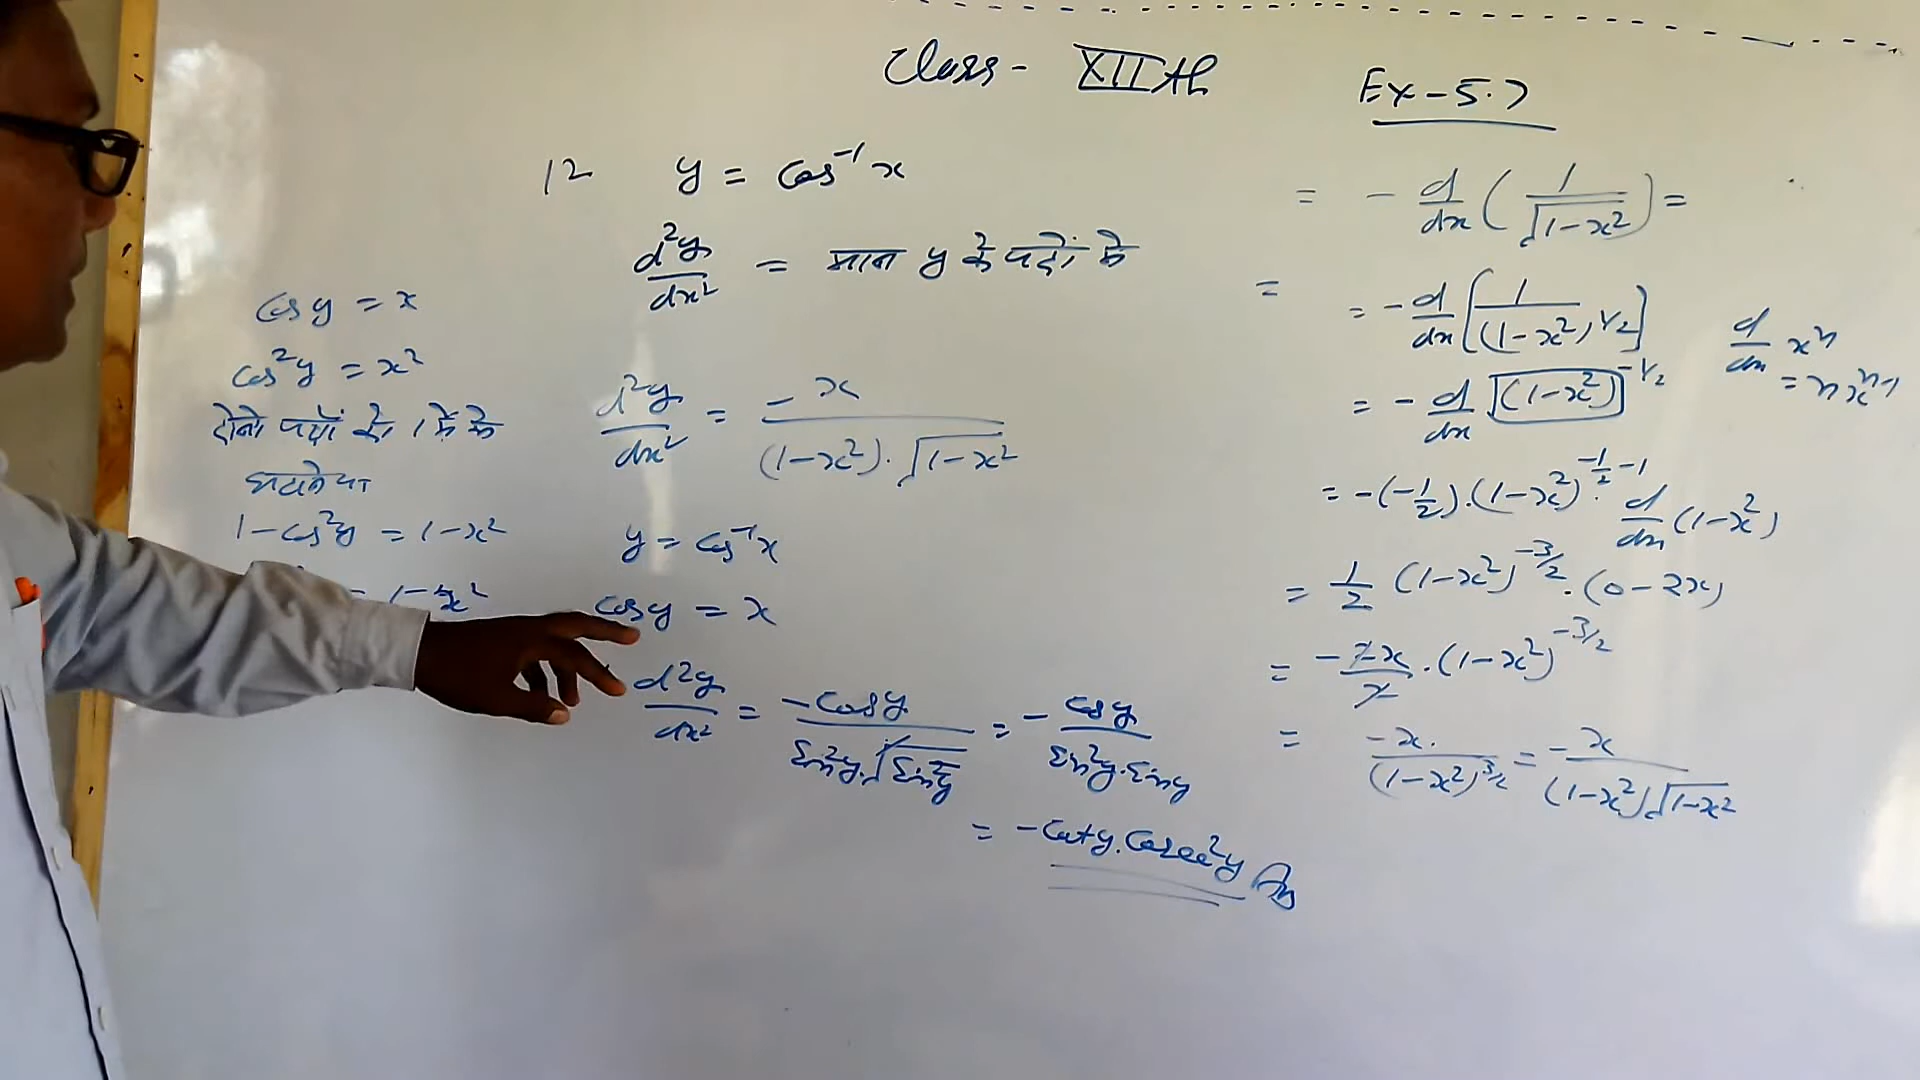 Class - XIIth
Ex - 5.7
12 y = cos⁻¹x
d²y/dx² = मान y के पदों में
cos y = x
cos²y = x²
दोनों पक्षों को 1 में से
घटाने पर
1-cos²y = 1-x²
= 1-x²
d²y/dx² = -x/((1-x²).√(1-x²))
y = cos⁻¹x
cos y = x
d²y/dx² = -cos y/(Sin²y.√(Sin²y)) = -cos y/(Sin²y.Sin y)
= -cot y.cosec²y Ans
= -d/dx (1/√(1-x²)) =
=
= -d/dx [1/(1-x²)^1/2]
= -d/dx [(1-x²)]^-1/2
d/dx xⁿ
= nxⁿ⁻¹
= -(-1/2).(1-x²)^(-1/2-1) . d/dx (1-x²)
= 1/2 (1-x²)^-3/2 . (0-2x)
= -2x/2 . (1-x²)^-3/2
= -x/(1-x²)^3/2 = -x/((1-x²)√(1-x²))